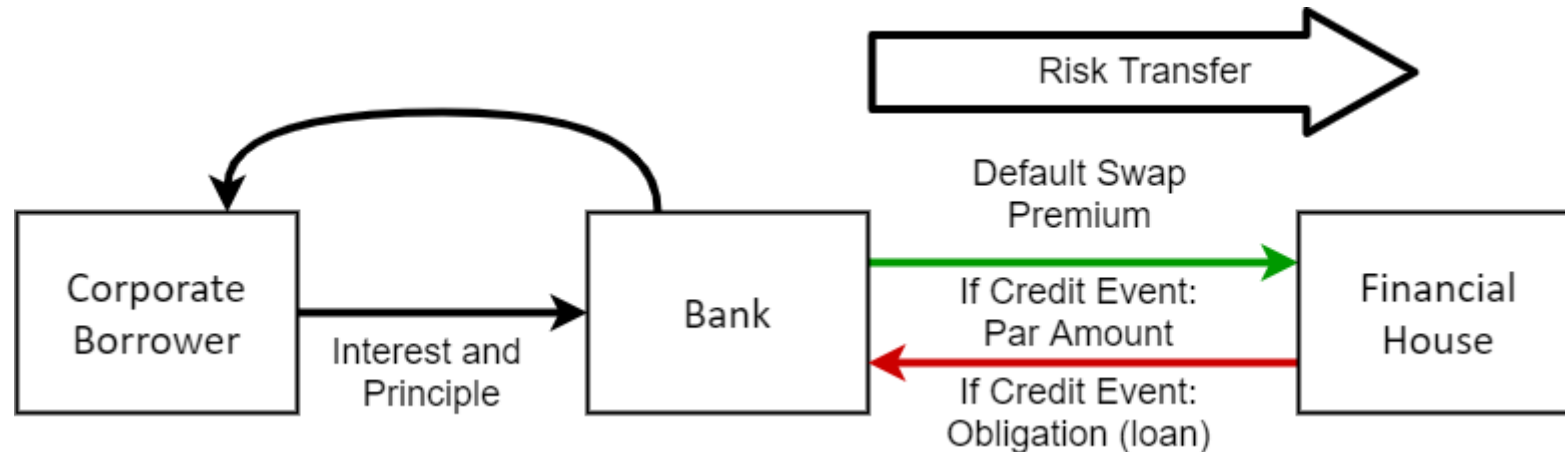 Risk Transfer
Default Swap
Premium
Corporate
Borrower
Interest and
Principle
Bank
If Credit Event:
Par Amount
If Credit Event:
Obligation (loan)
Financial
House